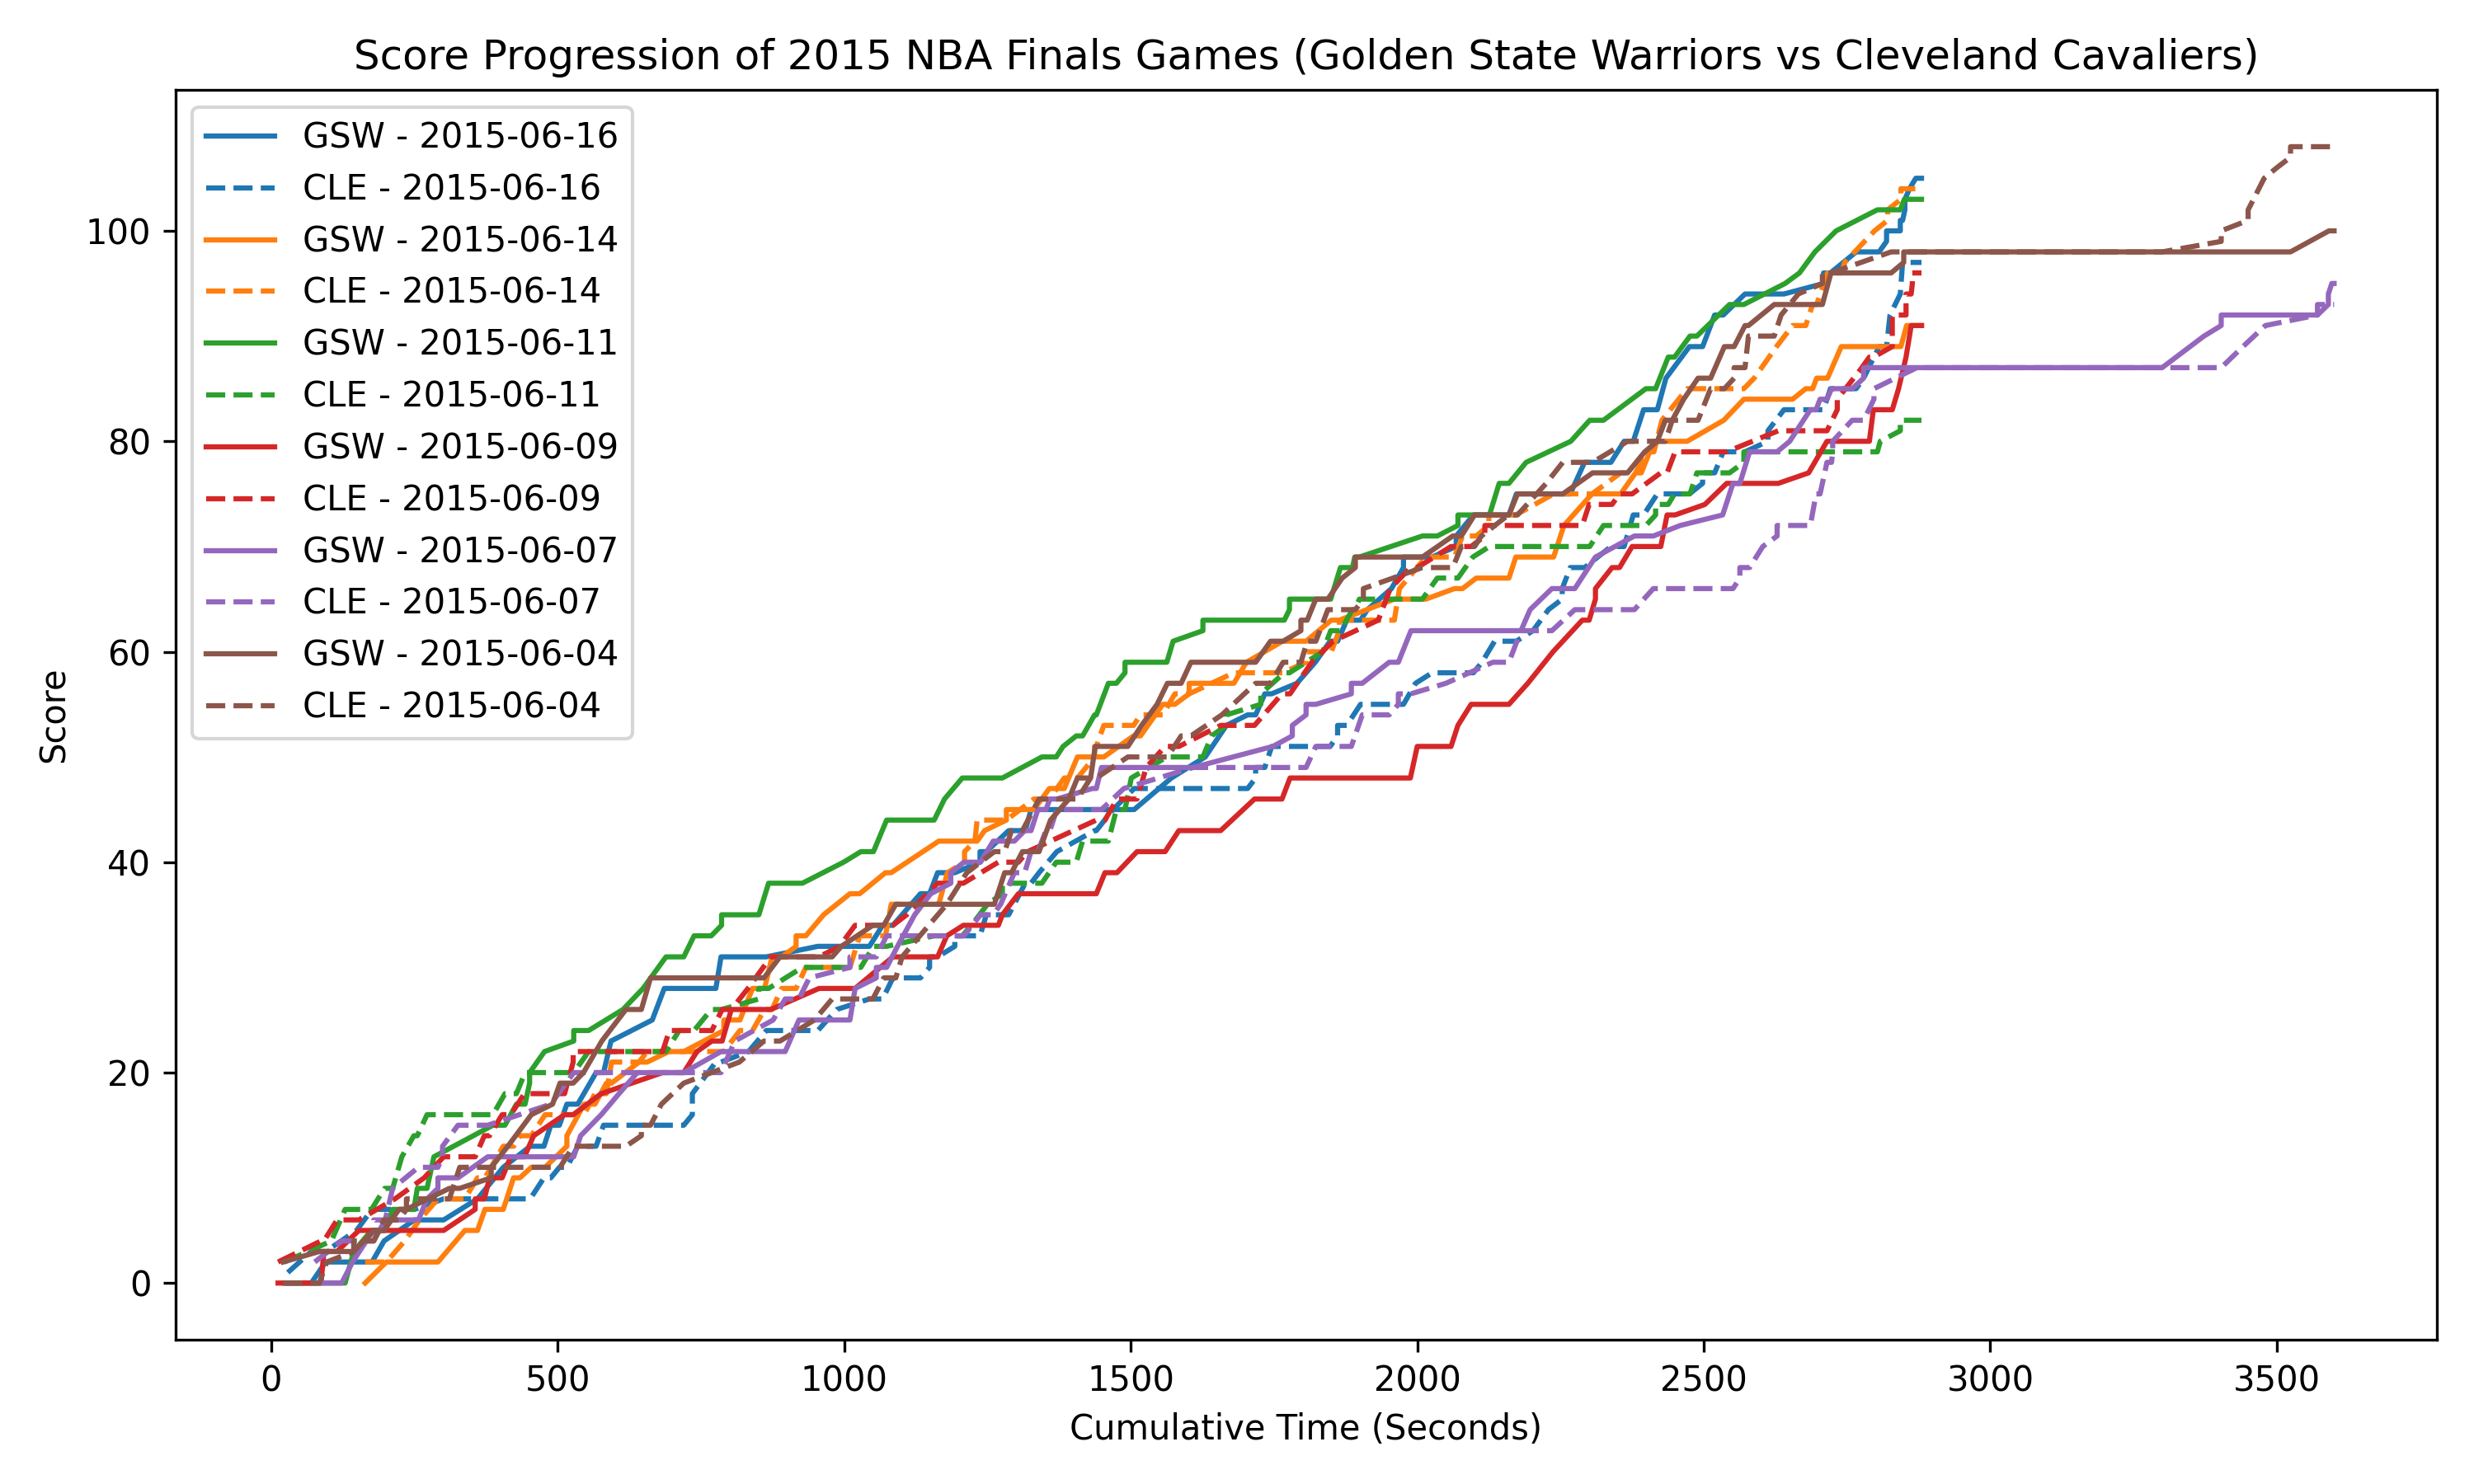 Score Progression of 2015 NBA Finals Games (Golden State Warriors vs Cleveland Cavaliers)
GSW - 2015-06-16
CLE - 2015-06-16
GSW - 2015-06-14
CLE - 2015-06-14
GSW - 2015-06-11
CLE - 2015-06-11
GSW - 2015-06-09
CLE - 2015-06-09
GSW - 2015-06-07
CLE - 2015-06-07
GSW - 2015-06-04
CLE - 2015-06-04
100
80
60
40
20
0
Score
0 500 1000 1500 2000 2500 3000 3500
Cumulative Time (Seconds)